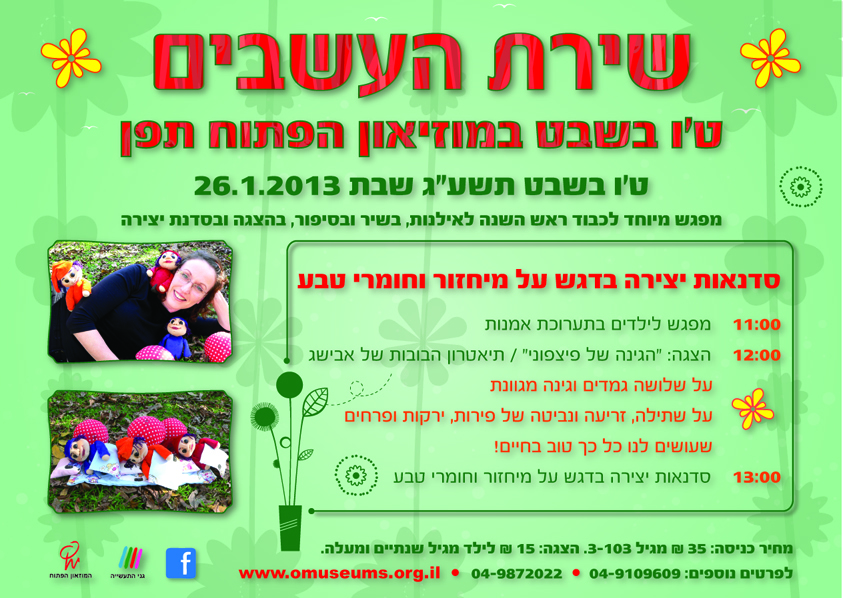 שירת העשבים
ט'ו בשבט במוזיאון הפתוח תפן
ט'ו בשבט תשע"ג שבת 26.1.2013
מפגש מיוחד לכבוד ראש השנה לאילנות, בשיר ובסיפור, בהצגה ובסדנת יצירה
סדנאות יצירה בדגש על מיחזור וחומרי טבע
11:00 מפגש לילדים בתערוכת אמנות
12:00 הצגה: "הגינה של פיצפוני" / תיאטרון הבובות של אבישג
על שלושה גמדים וגינה מגוונת
על שתילה, זריעה ונביטה של פירות, ירקות ופרחים
שעושים לנו כל כך טוב בחיים!
13:00 סדנאות יצירה בדגש על מיחזור וחומרי טבע
מחיר כניסה: 35 ₪ מגיל 3-103. הצגה: 15 ₪ לילד מגיל שנתיים ומעלה.
לפרטים נוספים: 04-9109609 • 04-9872022 • www.omuseums.org.il
f
גני התעשייה
המוזאון הפתוח